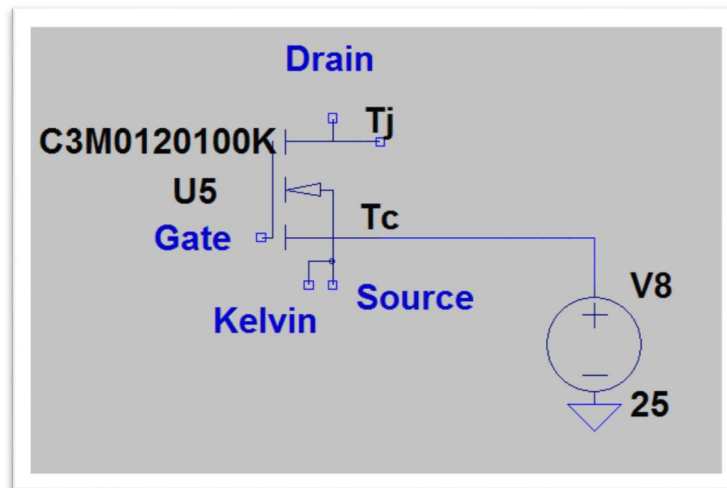 Drain
Tj
C3M0120100K
U5
Tc
Gate
V8
Source
Kelvin
25